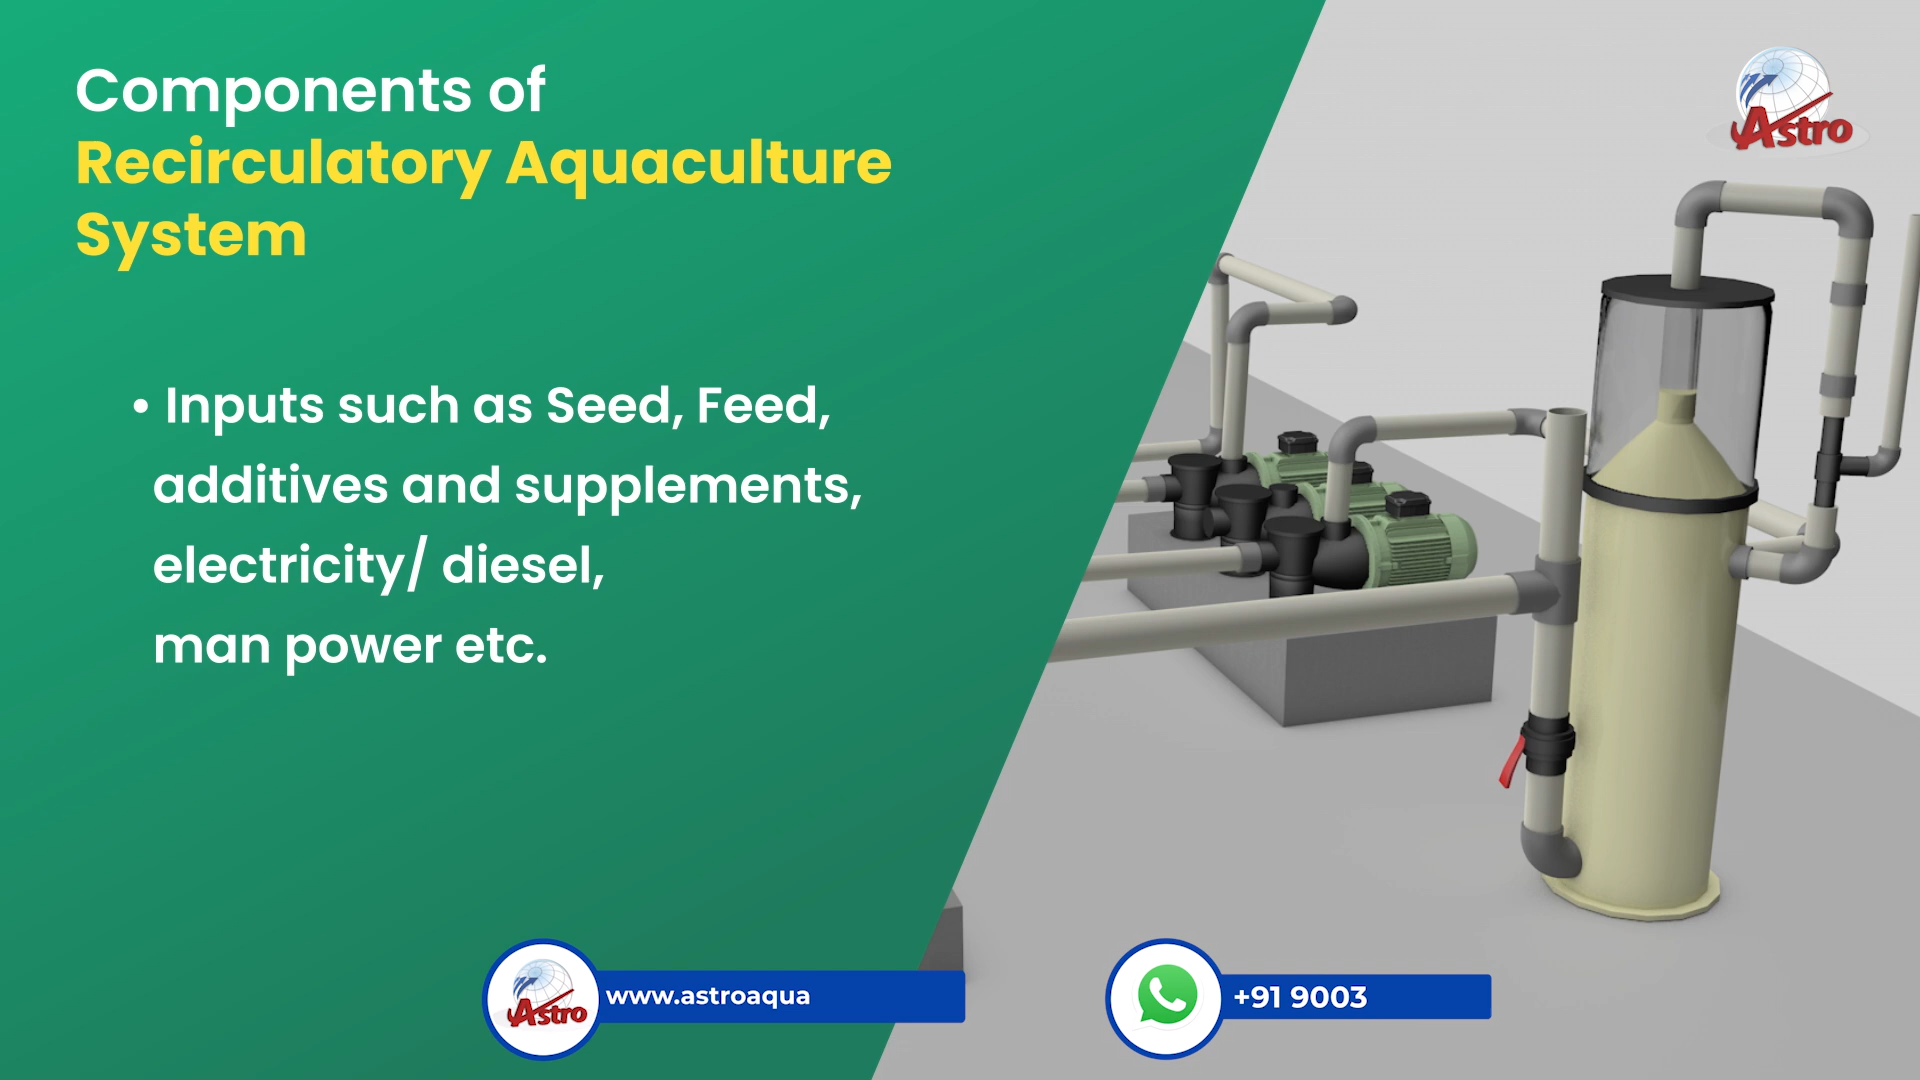 Components of
Recirculatory Aquaculture
System
Astro
• Inputs such as Seed, Feed,
additives and supplements,
electricity/ diesel,
man power etc.
Astro
www.astroaqua
+91 9003